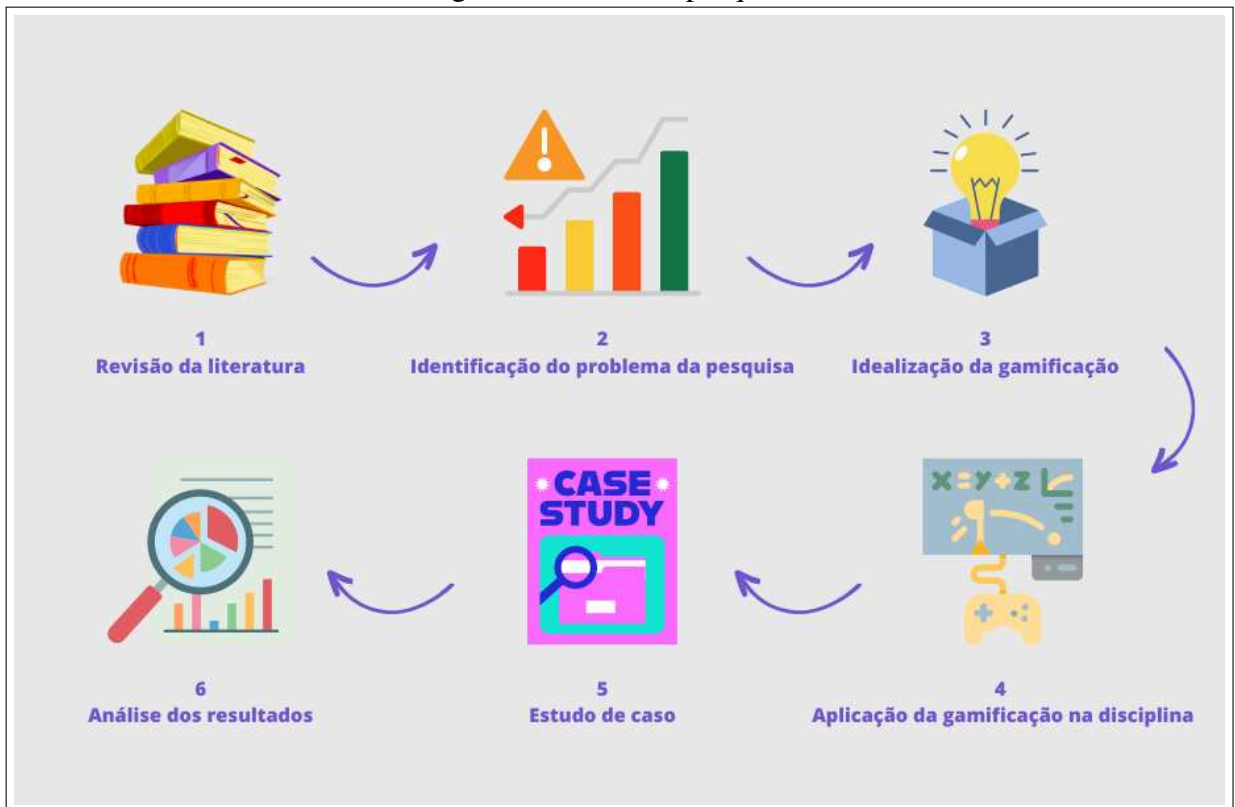 1
Revisão da literatura
2
Identificação do problema da pesquisa
3
Idealização da gamificação
X=Y+Z
4
Aplicação da gamificação na disciplina
CASE
STUDY
5
Estudo de caso
6
Análise dos resultados